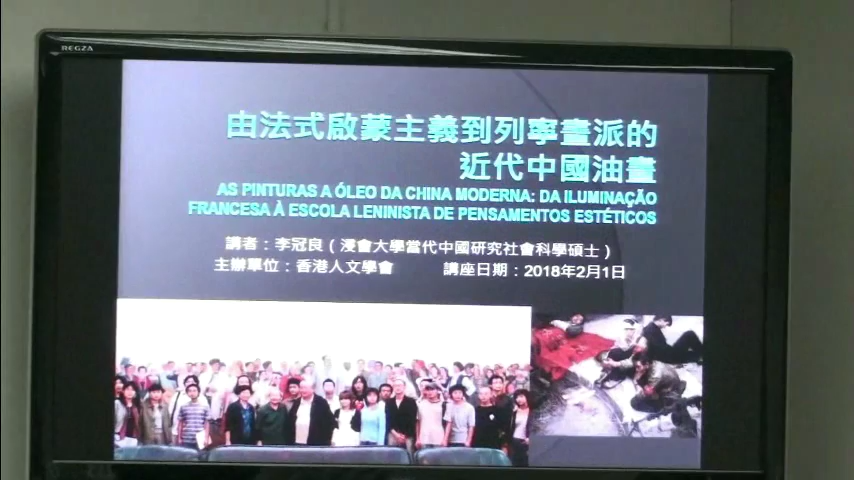 REGZA
由法式啟蒙主義到列寧畫派的
近代中國油畫
AS PINTURAS A ÓLEO DA CHINA MODERNA: DA ILUMINAÇÃO
FRANCESA À ESCOLA LENINISTA DE PENSAMENTOS ESTÉTICOS
講者：李冠良（浸會大學當代中國研究社會科學碩士）
主辦單位：香港人文學會 講座日期：2018年2月1日